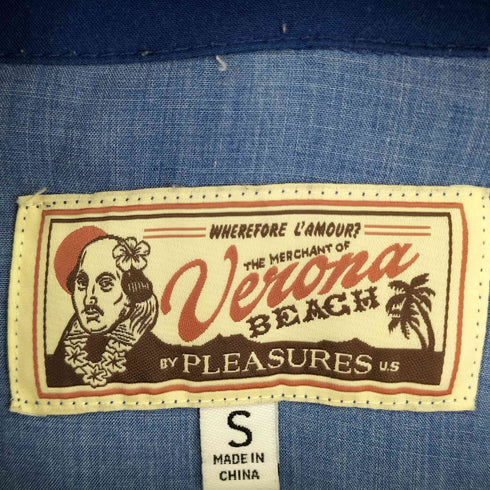 WHEREFORE L'AMOUR?
THE MERCHANT OF
Verona
BEACH
BY PLEASURES U.S
S
MADE IN
CHINA